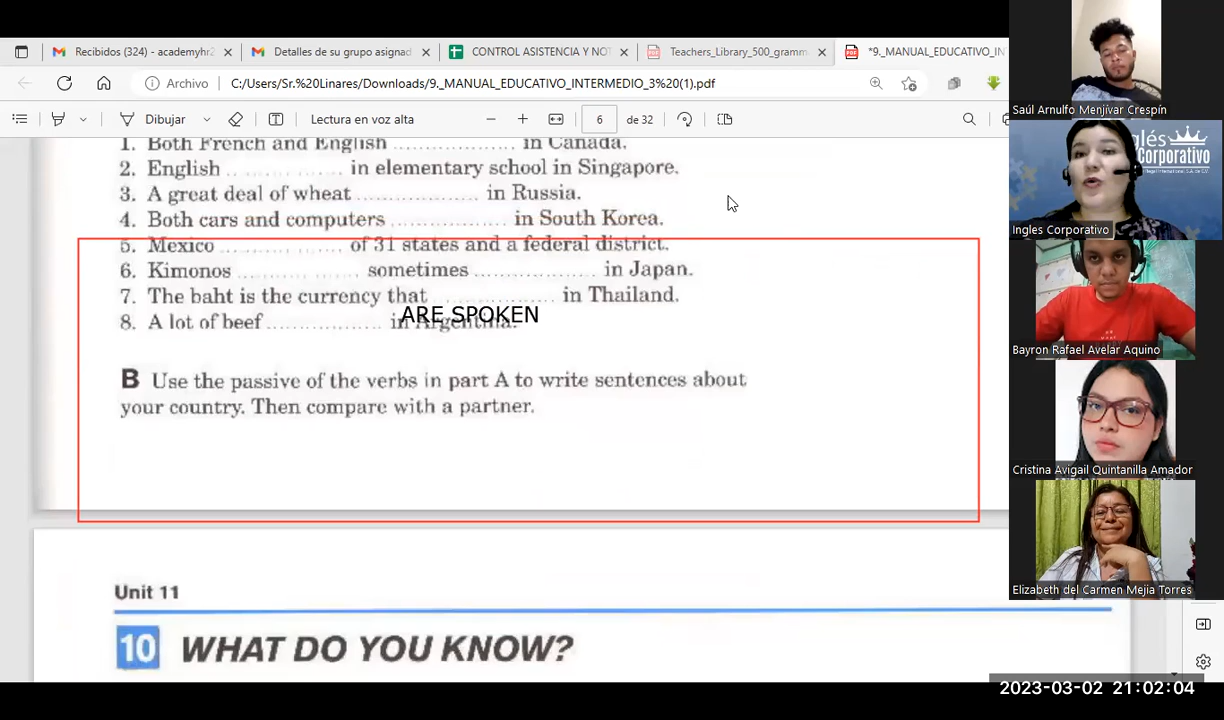 Recibidos (324) - academyhr2
Detalles de su grupo asignad
CONTROL ASISTENCIA Y NOT
Teachers_Library_500_gramm
*9._MANUAL_EDUCATIVO_IN
Archivo
C:/Users/Sr.%20Linares/Downloads/9._MANUAL_EDUCATIVO_INTERMEDIO_3%20(1).pdf
Dibujar
Lectura en voz alta
6
de 32
1. Both French and English .................. in Canada.
2. English .................. in elementary school in Singapore.
3. A great deal of wheat .................. in Russia.
4. Both cars and computers .................. in South Korea.
5. Mexico .................. of 31 states and a federal district.
6. Kimonos .................. sometimes .................. in Japan.
7. The baht is the currency that .................. in Thailand.
ARE SPOKEN
8. A lot of beef .................. in Argentina.
B Use the passive of the verbs in part A to write sentences about
your country. Then compare with a partner.
Unit 11
10 WHAT DO YOU KNOW?
Saúl Arnulfo Menjívar Crespín
glés
Corporativo
Ingles Corporativo
Bayron Rafael Avelar Aquino
Cristina Avigail Quintanilla Amador
Elizabeth del Carmen Mejia Torres
2023-03-02 21:02:04